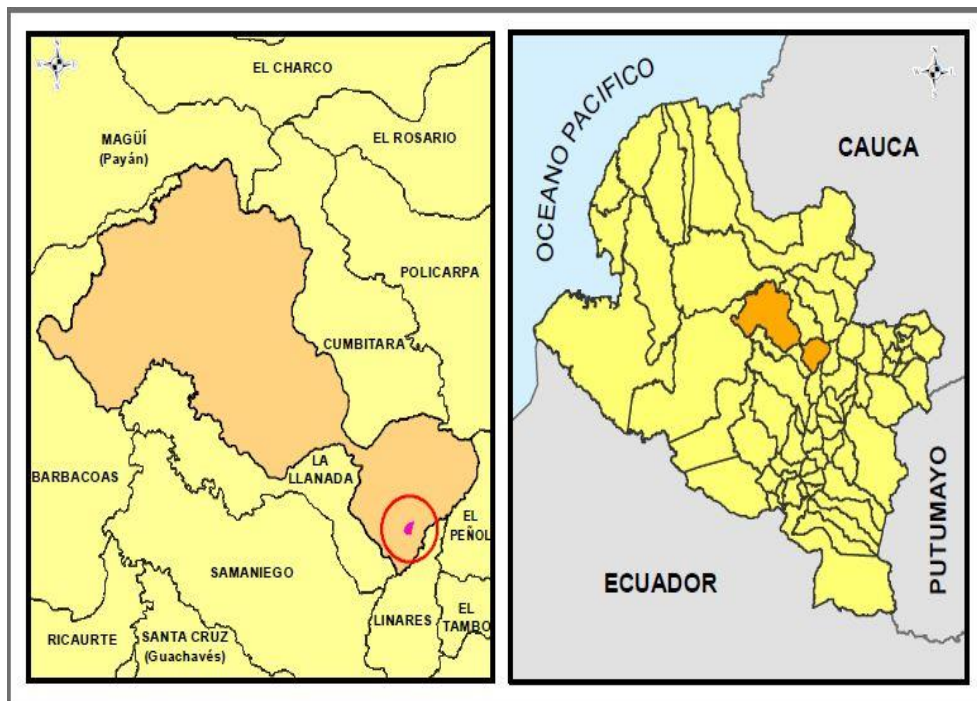 EL CHARCO
MAGÜÍ
(Payán)
EL ROSARIO
POLICARPA
CUMBITARA
LA
LLANADA
BARBACOAS
EL
PEÑOL
SAMANIEGO
LINARES
EL
TAMBO
RICAURTE
SANTA CRUZ
(Guachavés)
OCEANO PACIFICO
CAUCA
PUTUMAYO
ECUADOR